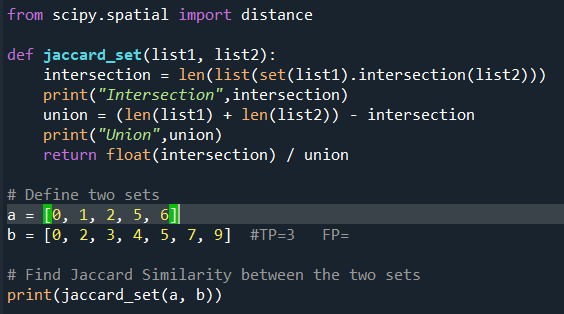 from scipy.spatial import distance
def jaccard_set(list1, list2):
    intersection = len(list(set(list1).intersection(list2)))
    print("Intersection",intersection)
    union = (len(list1) + len(list2)) - intersection
    print("Union",union)
    return float(intersection) / union
# Define two sets
a = [0, 1, 2, 5, 6]
b = [0, 2, 3, 4, 5, 7, 9]  #TP=3   FP=
# Find Jaccard Similarity between the two sets
print(jaccard_set(a, b))